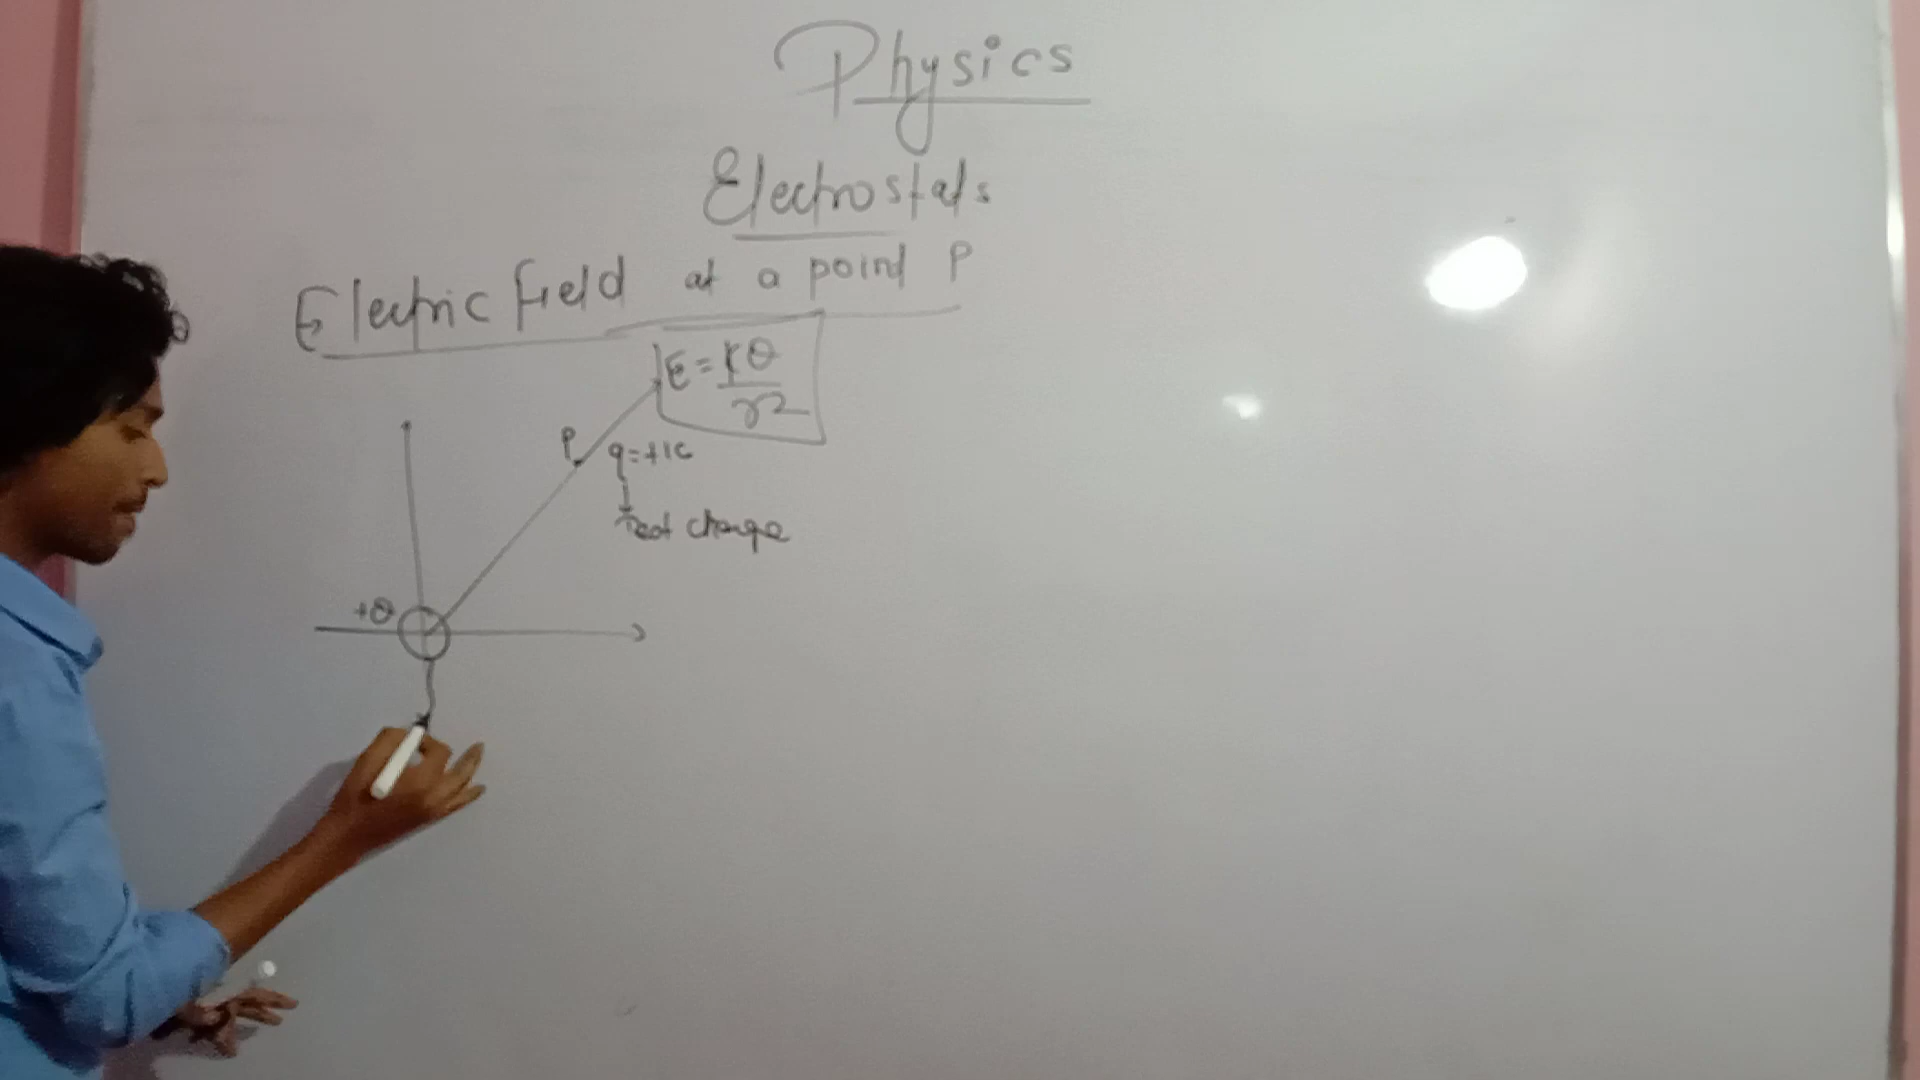 Physics
Electrostats
Electric field at a point P
E = KQ
r2
P q=+1C
Test charge
+Q